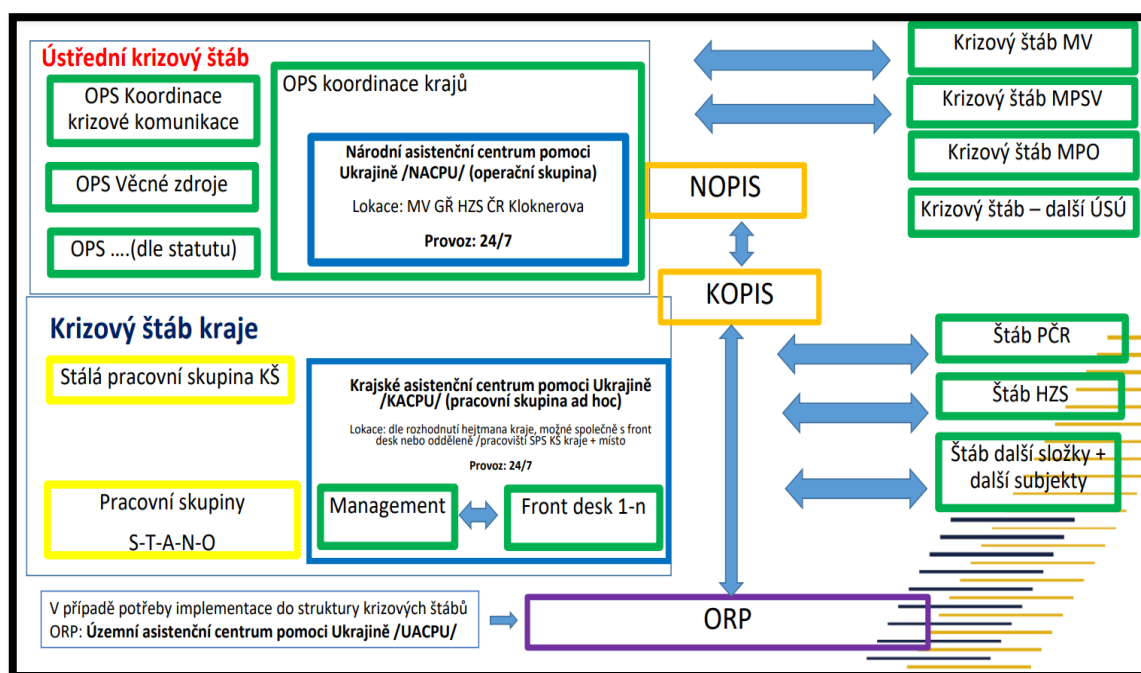 Ústřední krizový štáb
OPS Koordinace
krizové komunikace
OPS Věcné zdroje
OPS ....(dle statutu)
OPS koordinace krajů
Národní asistenční centrum pomoci
Ukrajině /NACPU/ (operační skupina)
Lokace: MV GŘ HZS ČR Kloknerova
Provoz: 24/7
NOPIS
KOPIS
Krizový štáb MV
Krizový štáb MPSV
Krizový štáb MPO
Krizový štáb – další ÚSÚ
Krizový štáb kraje
Stálá pracovní skupina KŠ
Pracovní skupiny
S-T-A-N-O
Krajské asistenční centrum pomoci Ukrajině
/KACPU/ (pracovní skupina ad hoc)
Lokace: dle rozhodnutí hejtmana kraje, možné společně s front
desk nebo odděleně /pracoviští SPS KŠ kraje + místo
Provoz: 24/7
Management
Front desk 1-n
Štáb PČR
Štáb HZS
Štáb další složky +
další subjekty
V případě potřeby implementace do struktury krizových štábů
ORP: Územní asistenční centrum pomoci Ukrajině /UACPU/
ORP